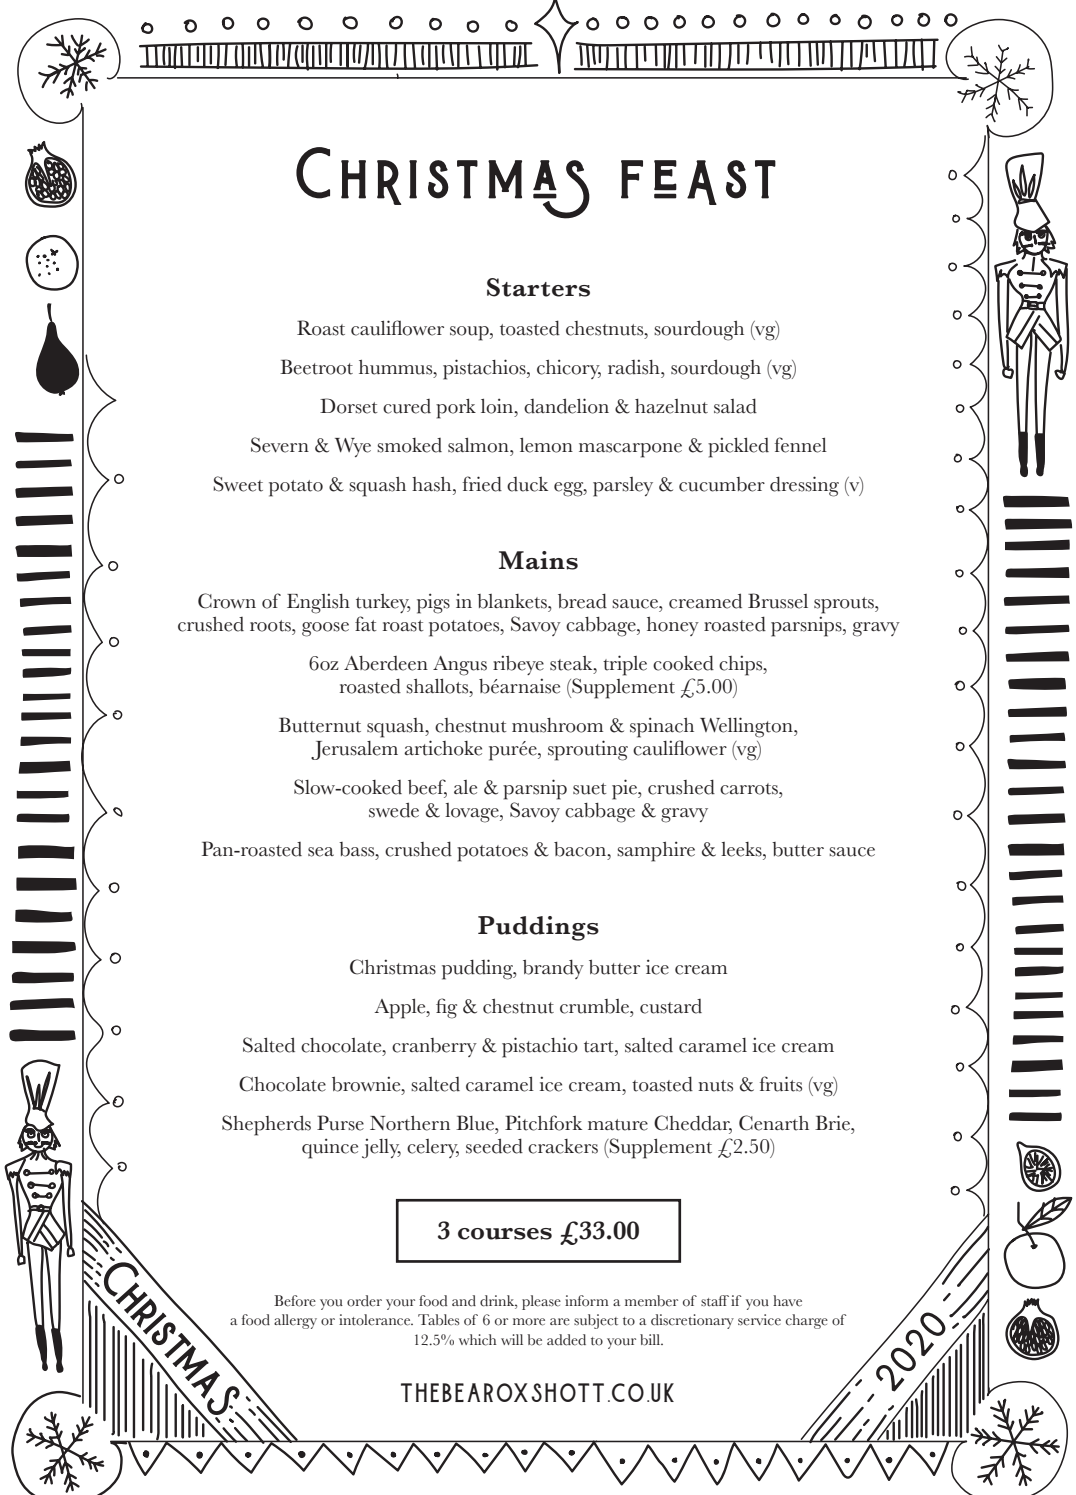 Christmas feast
Starters
Roast cauliflower soup, toasted chestnuts, sourdough (vg)
Beetroot hummus, pistachios, chicory, radish, sourdough (vg)
Dorset cured pork loin, dandelion & hazelnut salad
Severn & Wye smoked salmon, lemon mascarpone & pickled fennel
Sweet potato & squash hash, fried duck egg, parsley & cucumber dressing (v)
Mains
Crown of English turkey, pigs in blankets, bread sauce, creamed Brussel sprouts,
crushed roots, goose fat roast potatoes, Savoy cabbage, honey roasted parsnips, gravy
6oz Aberdeen Angus ribeye steak, triple cooked chips,
roasted shallots, béarnaise (Supplement £5.00)
Butternut squash, chestnut mushroom & spinach Wellington,
Jerusalem artichoke purée, sprouting cauliflower (vg)
Slow-cooked beef, ale & parsnip suet pie, crushed carrots,
swede & lovage, Savoy cabbage & gravy
Pan-roasted sea bass, crushed potatoes & bacon, samphire & leeks, butter sauce
Puddings
Christmas pudding, brandy butter ice cream
Apple, fig & chestnut crumble, custard
Salted chocolate, cranberry & pistachio tart, salted caramel ice cream
Chocolate brownie, salted caramel ice cream, toasted nuts & fruits (vg)
Shepherds Purse Northern Blue, Pitchfork mature Cheddar, Cenarth Brie,
quince jelly, celery, seeded crackers (Supplement £2.50)
3 courses £33.00
Before you order your food and drink, please inform a member of staff if you have
a food allergy or intolerance. Tables of 6 or more are subject to a discretionary service charge of
12.5% which will be added to your bill.
THEBEAROXSHOTT.CO.UK
CHRISTMAS
2020